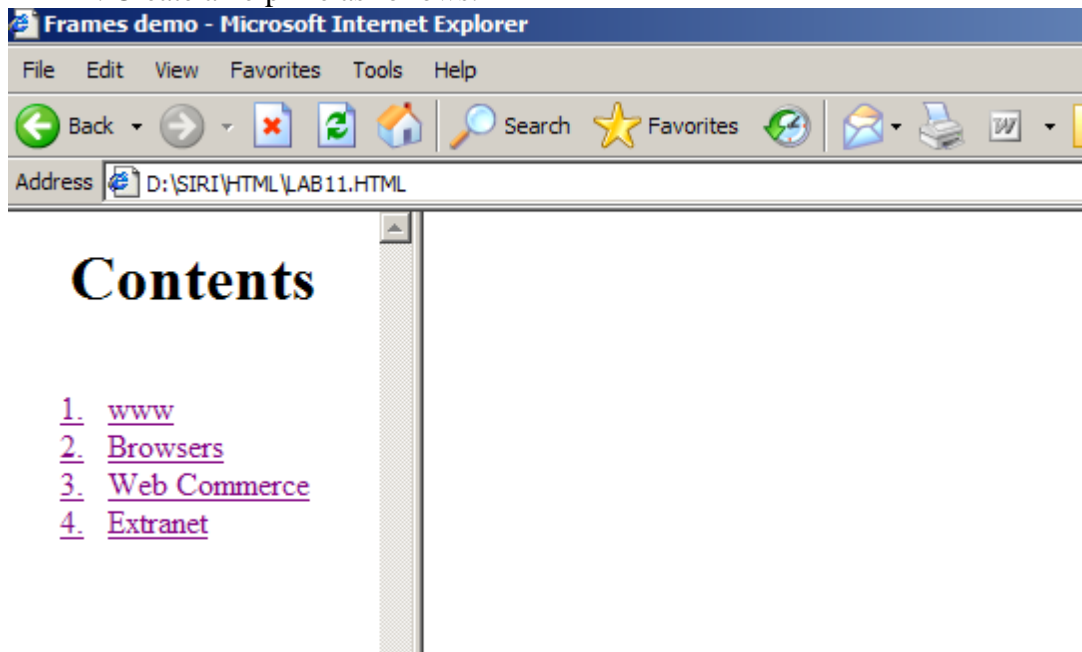 Frames demo - Microsoft Internet Explorer
File Edit View Favorites Tools Help
Back Search Favorites W
Address D:\SIRI\HTML\LAB11.HTML
Contents
1. www
2. Browsers
3. Web Commerce
4. Extranet